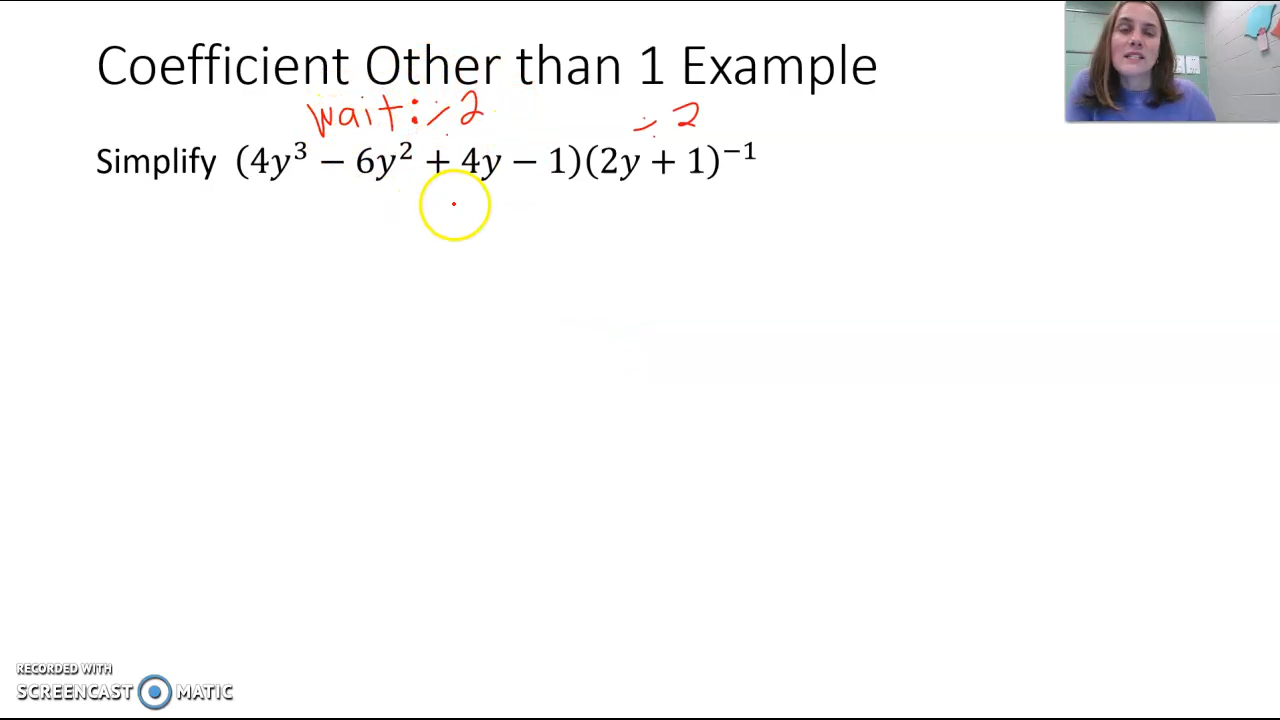 Coefficient Other than 1 Example
wait: ÷ 2 ÷ 2
Simplify (4y³ − 6y² + 4y − 1)(2y + 1)⁻¹
RECORDED WITH
SCREENCAST MATIC